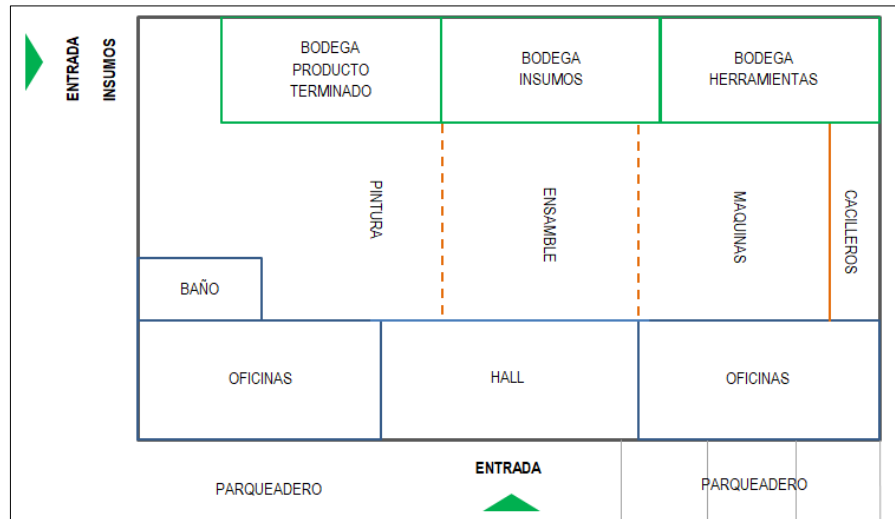 ENTRADA
INSUMOS
BODEGA
PRODUCTO
TERMINADO
BODEGA
INSUMOS
BODEGA
HERRAMIENTAS
PINTURA
ENSAMBLE
MAQUINAS
CACILLEROS
BAÑO
OFICINAS
HALL
OFICINAS
PARQUEADERO
ENTRADA
PARQUEADERO